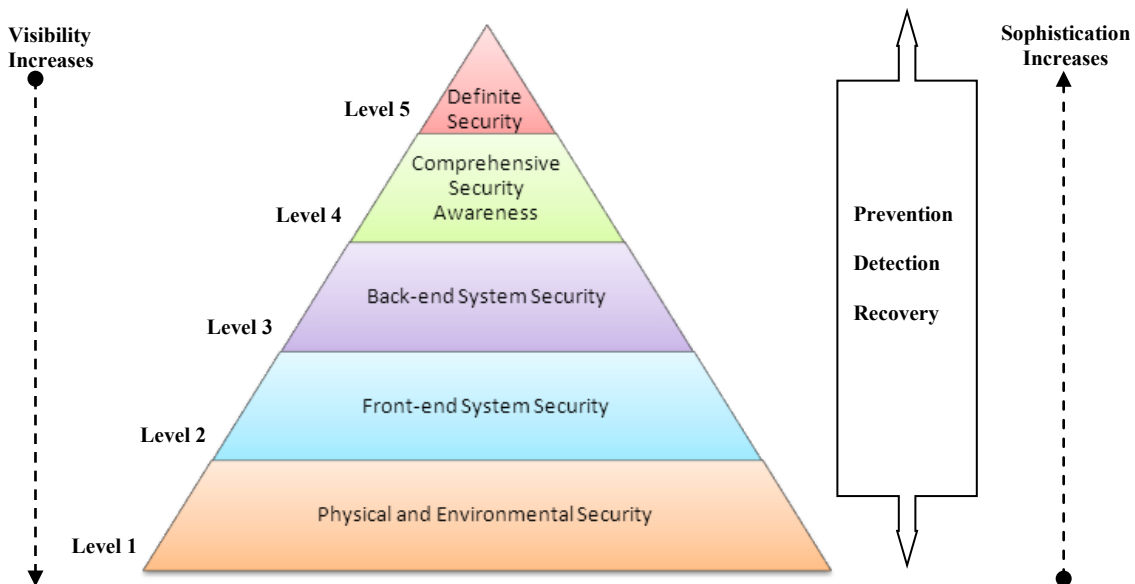 Visibility
Increases
Sophistication
Increases
Level 5
Definite
Security
Level 4
Comprehensive
Security
Awareness
Prevention
Detection
Recovery
Level 3
Back-end System Security
Level 2
Front-end System Security
Level 1
Physical and Environmental Security